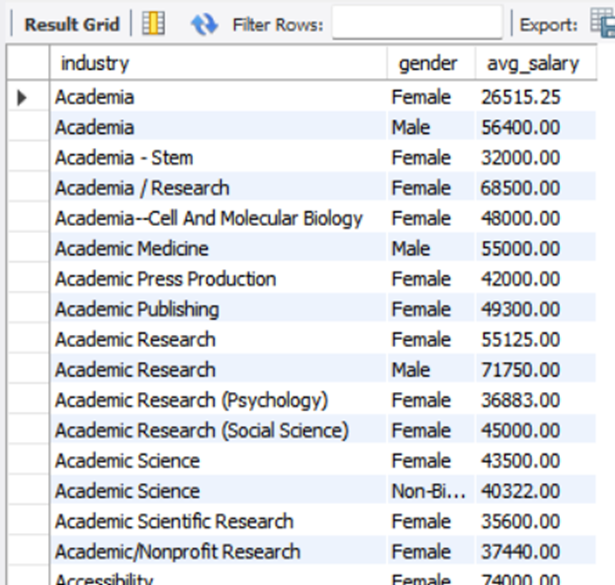 Result Grid Filter Rows: Export:
industry gender avg_salary
Academia Female 26515.25
Academia Male 56400.00
Academia - Stem Female 32000.00
Academia / Research Female 68500.00
Academia--Cell And Molecular Biology Female 48000.00
Academic Medicine Male 55000.00
Academic Press Production Female 42000.00
Academic Publishing Female 49300.00
Academic Research Female 55125.00
Academic Research Male 71750.00
Academic Research (Psychology) Female 36883.00
Academic Research (Social Science) Female 45000.00
Academic Science Female 43500.00
Academic Science Non-Bi... 40322.00
Academic Scientific Research Female 35600.00
Academic/Nonprofit Research Female 37440.00
Accessibility Female 74000.00